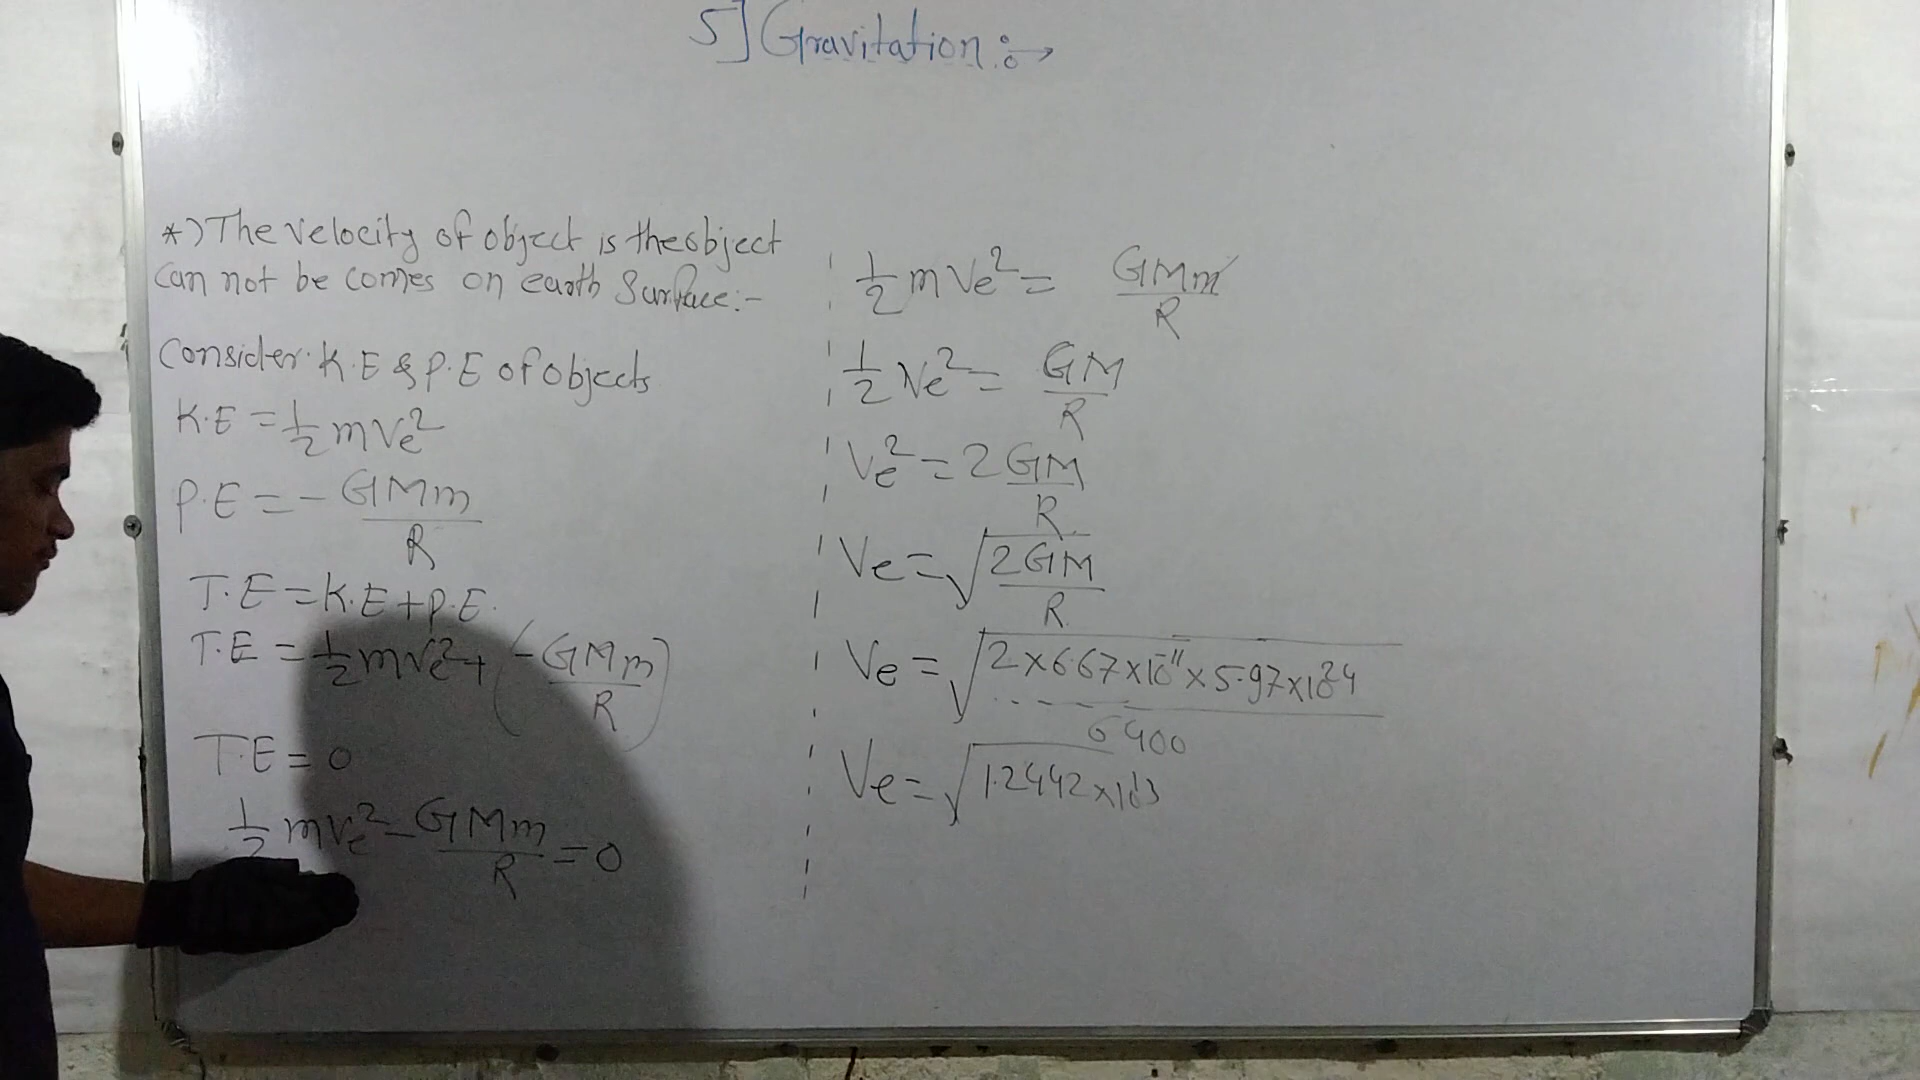 5] Gravitation :→
*) The velocity of object is the object
can not be comes on earth Surface:-
Consider K.E & P.E of objects
K.E = 1/2 mVe²
P.E = - GMm/R
T.E = K.E + P.E.
T.E = 1/2 mVe² + (- GMm/R)
T.E = 0
1/2 mVe² - GMm/R = 0
1/2 mVe² = GMm/R
1/2 Ve² = GM/R
Ve² = 2GM/R
Ve = √(2GM/R)
Ve = √(2×6.67×10⁻¹¹×5.97×10²⁴/6400)
Ve = √(1.2442×10¹³)